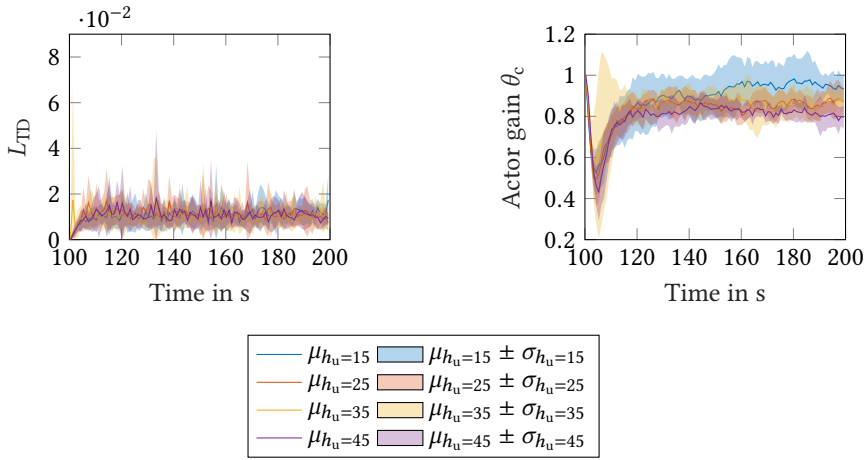 ·10⁻²
8
6
4
2
0
100 120 140 160 180 200
Time in s
L_TD
1.2
1
0.8
0.6
0.4
0.2
100 120 140 160 180 200
Time in s
Actor gain θ_c
μ_{h_u=15} μ_{h_u=15} ± σ_{h_u=15}
μ_{h_u=25} μ_{h_u=25} ± σ_{h_u=25}
μ_{h_u=35} μ_{h_u=35} ± σ_{h_u=35}
μ_{h_u=45} μ_{h_u=45} ± σ_{h_u=45}